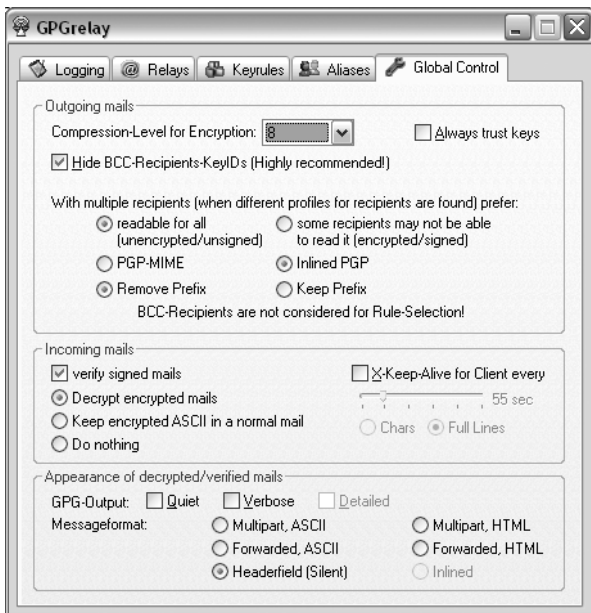 GPGrelay
Logging Relays Keyrules Aliases Global Control
Outgoing mails
Compression-Level for Encryption: 8 Always trust keys
Hide BCC-Recipients-KeyIDs (Highly recommended!)
With multiple recipients (when different profiles for recipients are found) prefer:
readable for all some recipients may not be able
(unencrypted/unsigned) to read it (encrypted/signed)
PGP-MIME Inlined PGP
Remove Prefix Keep Prefix
BCC-Recipients are not considered for Rule-Selection!
Incoming mails
verify signed mails X-Keep-Alive for Client every
Decrypt encrypted mails 55 sec
Keep encrypted ASCII in a normal mail Chars Full Lines
Do nothing
Appearance of decrypted/verified mails
GPG-Output: Quiet Verbose Detailed
Messageformat: Multipart, ASCII Multipart, HTML
Forwarded, ASCII Forwarded, HTML
Headerfield (Silent) Inlined